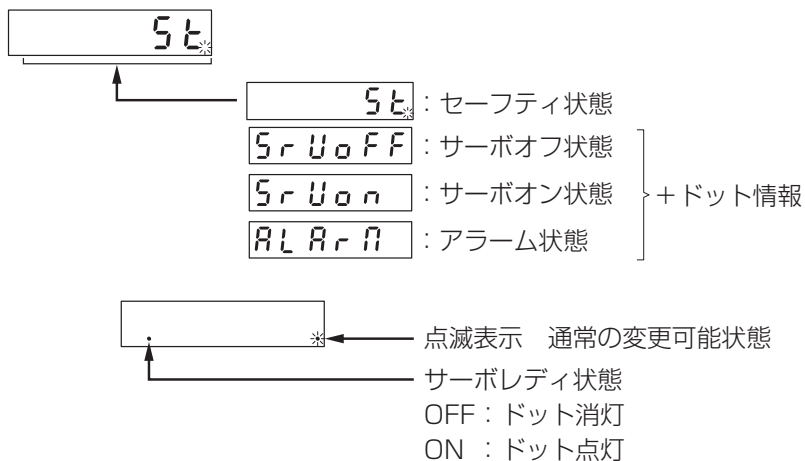 St
St ：セーフティ状態
SrUoFF ：サーボオフ状態
SrUon ：サーボオン状態
＋ドット情報
ALArM ：アラーム状態
点滅表示　通常の変更可能状態
サーボレディ状態
OFF：ドット消灯
ON ：ドット点灯